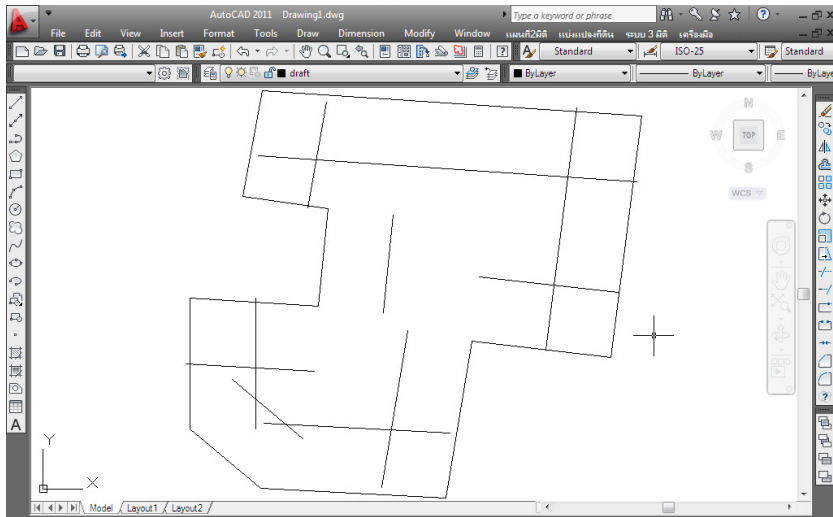 AutoCAD 2011 Drawing1.dwg
Type a keyword or phrase
File Edit View Insert Format Tools Draw Dimension Modify Window แผนที่2มิติ แบ่งแปลงที่ดิน ระบบ 3 มิติ เครื่องมือ
Standard ISO-25 Standard
draft ByLayer ByLayer ByLaye
N
W TOP E
S
WCS
Y
X
A
Model Layout1 Layout2